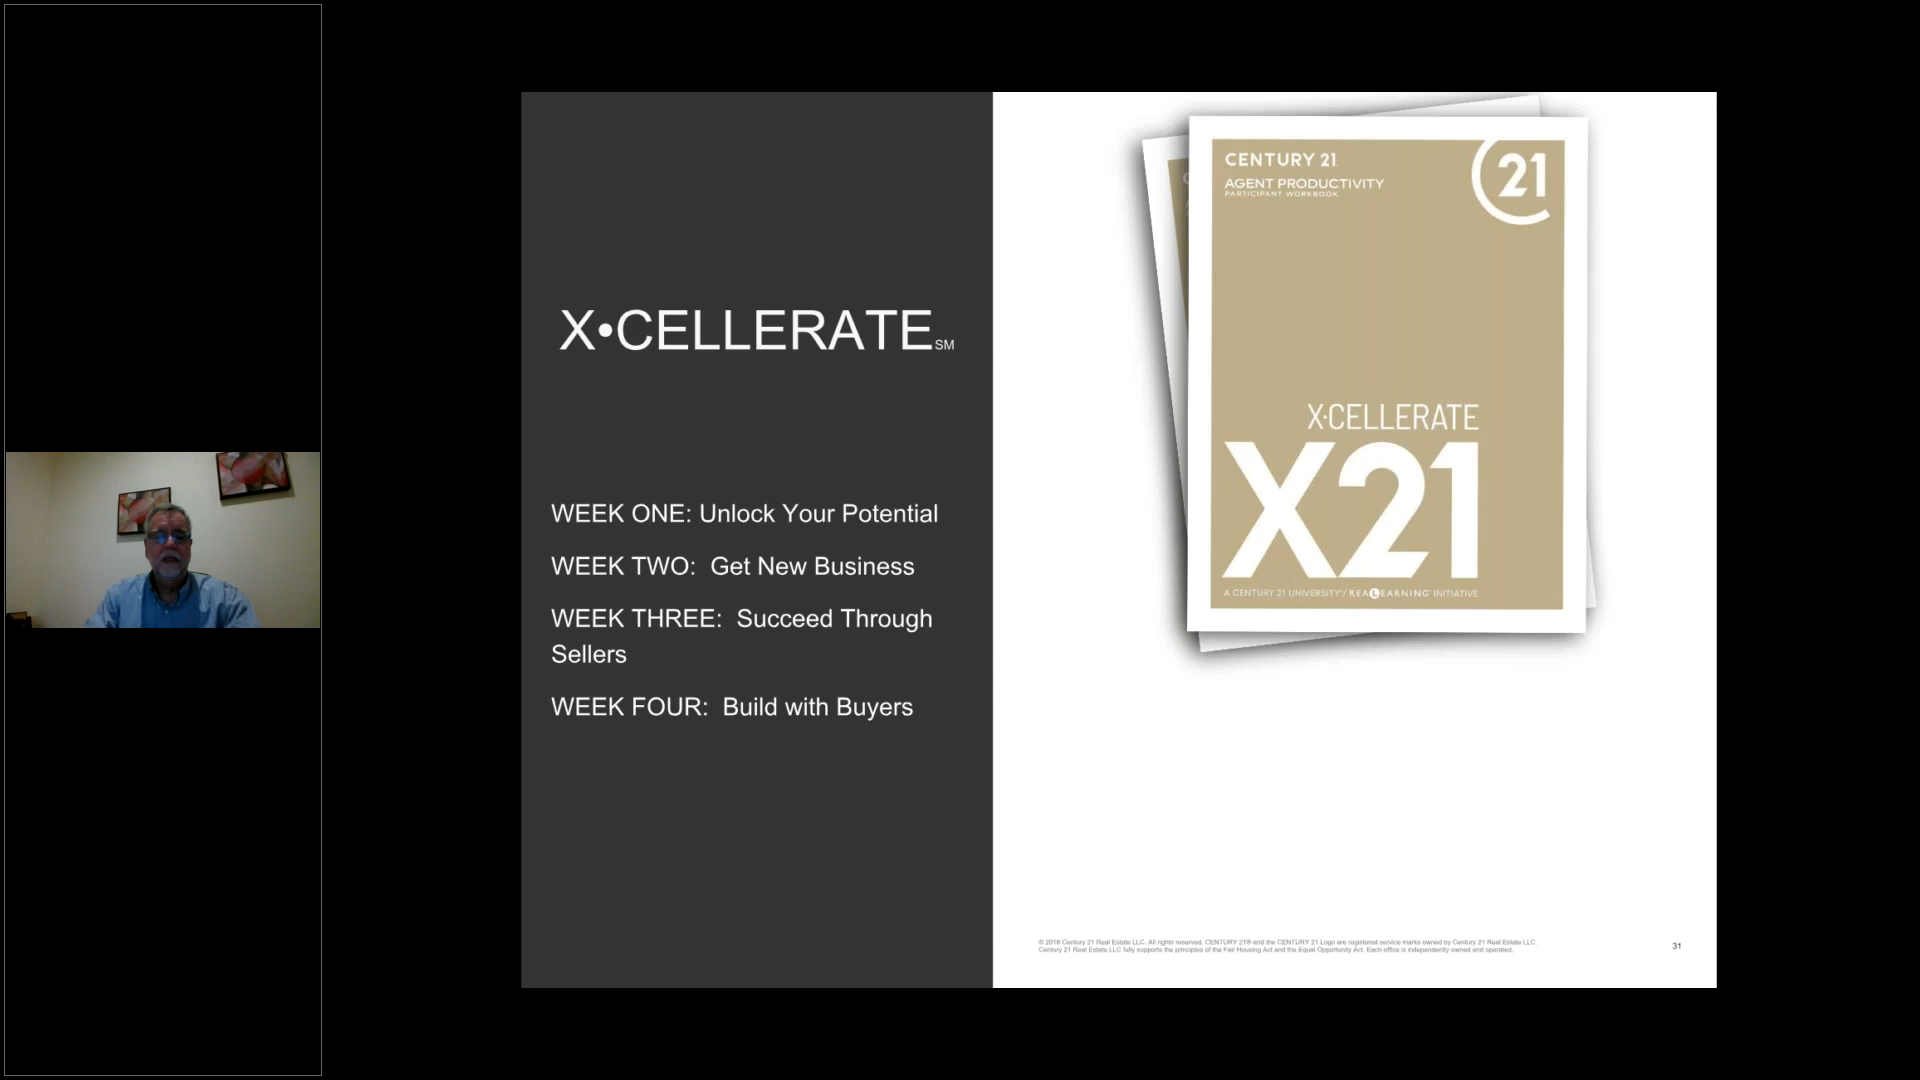 X•CELLERATE SM
WEEK ONE: Unlock Your Potential
WEEK TWO:  Get New Business
WEEK THREE:  Succeed Through
Sellers
WEEK FOUR:  Build with Buyers
CENTURY 21
AGENT PRODUCTIVITY
PARTICIPANT WORKBOOK
21
X·CELLERATE
X21
A CENTURY 21 UNIVERSITY®/ REALEARNING® INITIATIVE
© 2018 Century 21 Real Estate LLC. All rights reserved. CENTURY 21® and the CENTURY 21 Logo are registered service marks owned by Century 21 Real Estate LLC.
Century 21 Real Estate LLC fully supports the principles of the Fair Housing Act and the Equal Opportunity Act. Each office is independently owned and operated.
31